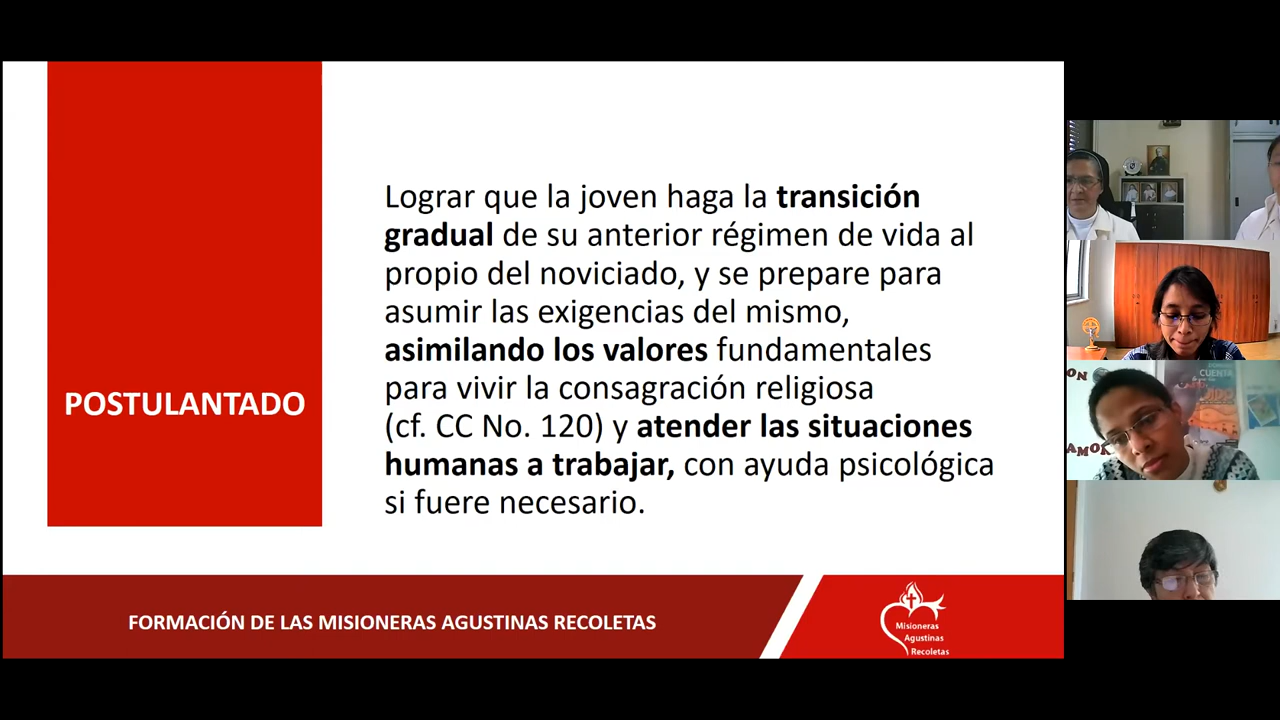 POSTULANTADO
Lograr que la joven haga la transición
gradual de su anterior régimen de vida al
propio del noviciado, y se prepare para
asumir las exigencias del mismo,
asimilando los valores fundamentales
para vivir la consagración religiosa
(cf. CC No. 120) y atender las situaciones
humanas a trabajar, con ayuda psicológica
si fuere necesario.
FORMACIÓN DE LAS MISIONERAS AGUSTINAS RECOLETAS
Misioneras
Agustinas
Recoletas
CUENTA